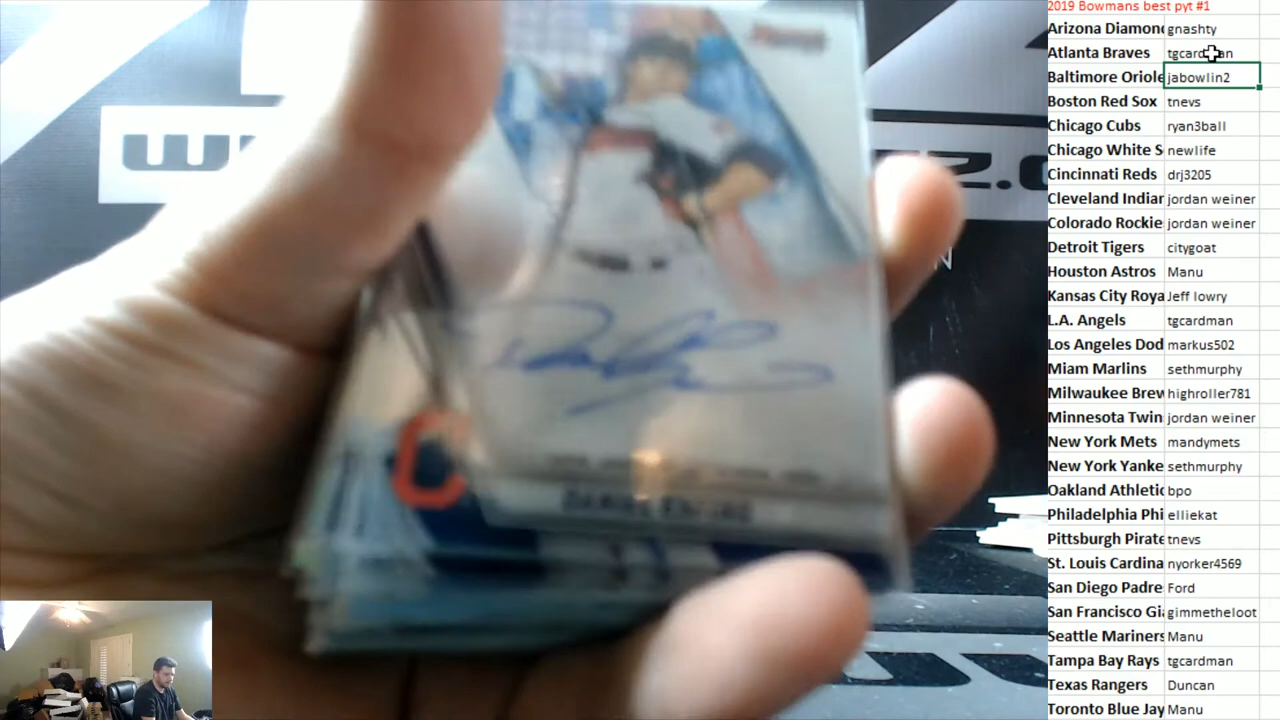 2019 Bowmans best pyt #1
Arizona Diamond gnashty
Atlanta Braves
Baltimore Oriole jabowlin2
Boston Red Sox tnevs
Chicago Cubs ryan3ball
Chicago White S newlife
Cincinnati Reds drj3205
Cleveland Indian jordan weiner
Colorado Rockie jordan weiner
Detroit Tigers citygoat
Houston Astros Manu
Kansas City Roya Jeff lowry
L.A. Angels tgcardman
Los Angeles Dod markus502
Miam Marlins sethmurphy
Milwaukee Brew highroller781
Minnesota Twin jordan weiner
New York Mets mandymets
New York Yanke sethmurphy
Oakland Athletic bpo
Philadelphia Phi elliekat
Pittsburgh Pirate tnevs
St. Louis Cardina nyorker4569
San Diego Padre Ford
San Francisco Gia gimmetheloot
Seattle Mariners Manu
Tampa Bay Rays tgcardman
Texas Rangers Duncan
Toronto Blue Jay Manu